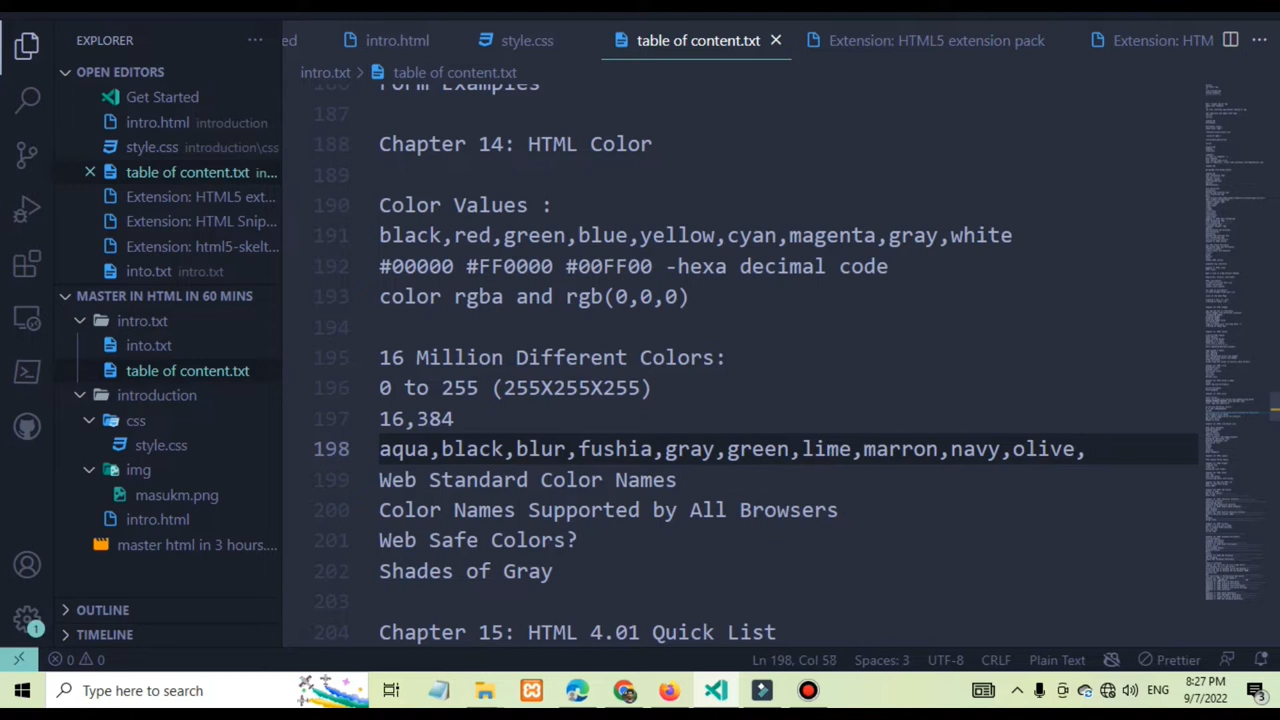 EXPLORER
ed
intro.html
style.css
table of content.txt
Extension: HTML5 extension pack
Extension: HTM
OPEN EDITORS
Get Started
intro.html introduction
style.css introduction\css
table of content.txt in...
Extension: HTML5 ext...
Extension: HTML Snip...
Extension: html5-skelt...
into.txt intro.txt
MASTER IN HTML IN 60 MINS
intro.txt
into.txt
table of content.txt
introduction
css
style.css
img
masukm.png
intro.html
master html in 3 hours....
OUTLINE
TIMELINE
intro.txt > table of content.txt
186 Form Examples
187
188 Chapter 14: HTML Color
189
190 Color Values :
191 black,red,green,blue,yellow,cyan,magenta,gray,white
192 #00000 #FF0000 #00FF00 -hexa decimal code
193 color rgba and rgb(0,0,0)
194
195 16 Million Different Colors:
196 0 to 255 (255X255X255)
197 16,384
198 aqua,black,blur,fushia,gray,green,lime,marron,navy,olive,
199 Web Standard Color Names
200 Color Names Supported by All Browsers
201 Web Safe Colors?
202 Shades of Gray
203
204 Chapter 15: HTML 4.01 Quick List
1
0 0
Ln 198, Col 58
Spaces: 3
UTF-8
CRLF
Plain Text
Prettier
Type here to search
ENG
8:27 PM
9/7/2022
3